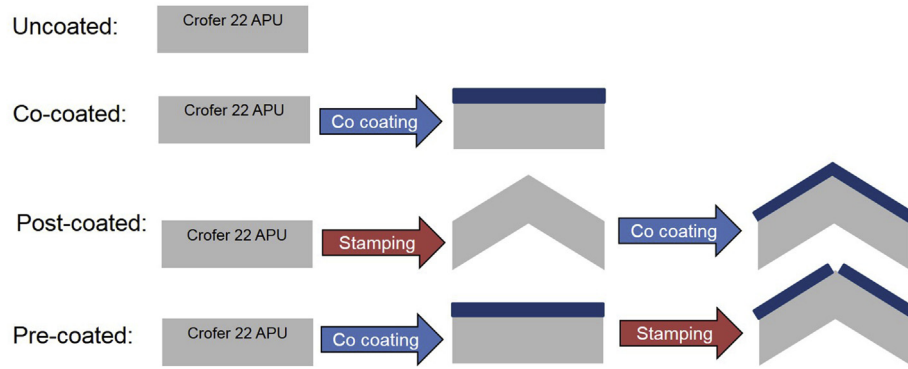 Uncoated:
Crofer 22 APU
Co-coated:
Crofer 22 APU
Co coating
Post-coated:
Crofer 22 APU
Stamping
Co coating
Pre-coated:
Crofer 22 APU
Co coating
Stamping